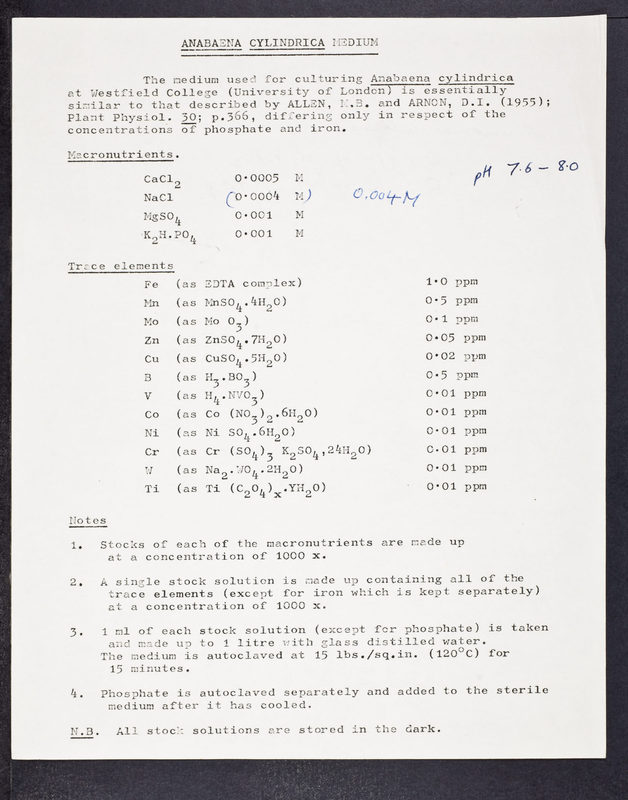 ANABAENA CYLINDRICA MEDIUM
The medium used for culturing Anabaena cylindrica
at Westfield College (University of London) is essentially
similar to that described by ALLEN, M.B. and ARNON, D.I. (1955);
Plant Physiol. 30; p.366, differing only in respect of the
concentrations of phosphate and iron.
Macronutrients.
pH 7.6 – 8.0
CaCl2 0·0005 M
NaCl (0·0004 M) 0.004M
MgSO4 0·001 M
K2H.PO4 0·001 M
Trace elements
Fe (as EDTA complex) 1·0 ppm
Mn (as MnSO4.4H2O) 0·5 ppm
Mo (as Mo O3) 0·1 ppm
Zn (as ZnSO4.7H2O) 0·05 ppm
Cu (as CuSO4.5H2O) 0·02 ppm
B (as H3.BO3) 0·5 ppm
V (as H4.NVO3) 0·01 ppm
Co (as Co (NO3)2.6H2O) 0·01 ppm
Ni (as Ni SO4.6H2O) 0·01 ppm
Cr (as Cr (SO4)3 K2SO4,24H2O) 0·01 ppm
W (as Na2.WO4.2H2O) 0·01 ppm
Ti (as Ti (C2O4)x.YH2O) 0·01 ppm
Notes
1. Stocks of each of the macronutrients are made up
at a concentration of 1000 x.
2. A single stock solution is made up containing all of the
trace elements (except for iron which is kept separately)
at a concentration of 1000 x.
3. 1 ml of each stock solution (except for phosphate) is taken
and made up to 1 litre with glass distilled water.
The medium is autoclaved at 15 lbs./sq.in. (120°C) for
15 minutes.
4. Phosphate is autoclaved separately and added to the sterile
medium after it has cooled.
N.B. All stock solutions are stored in the dark.